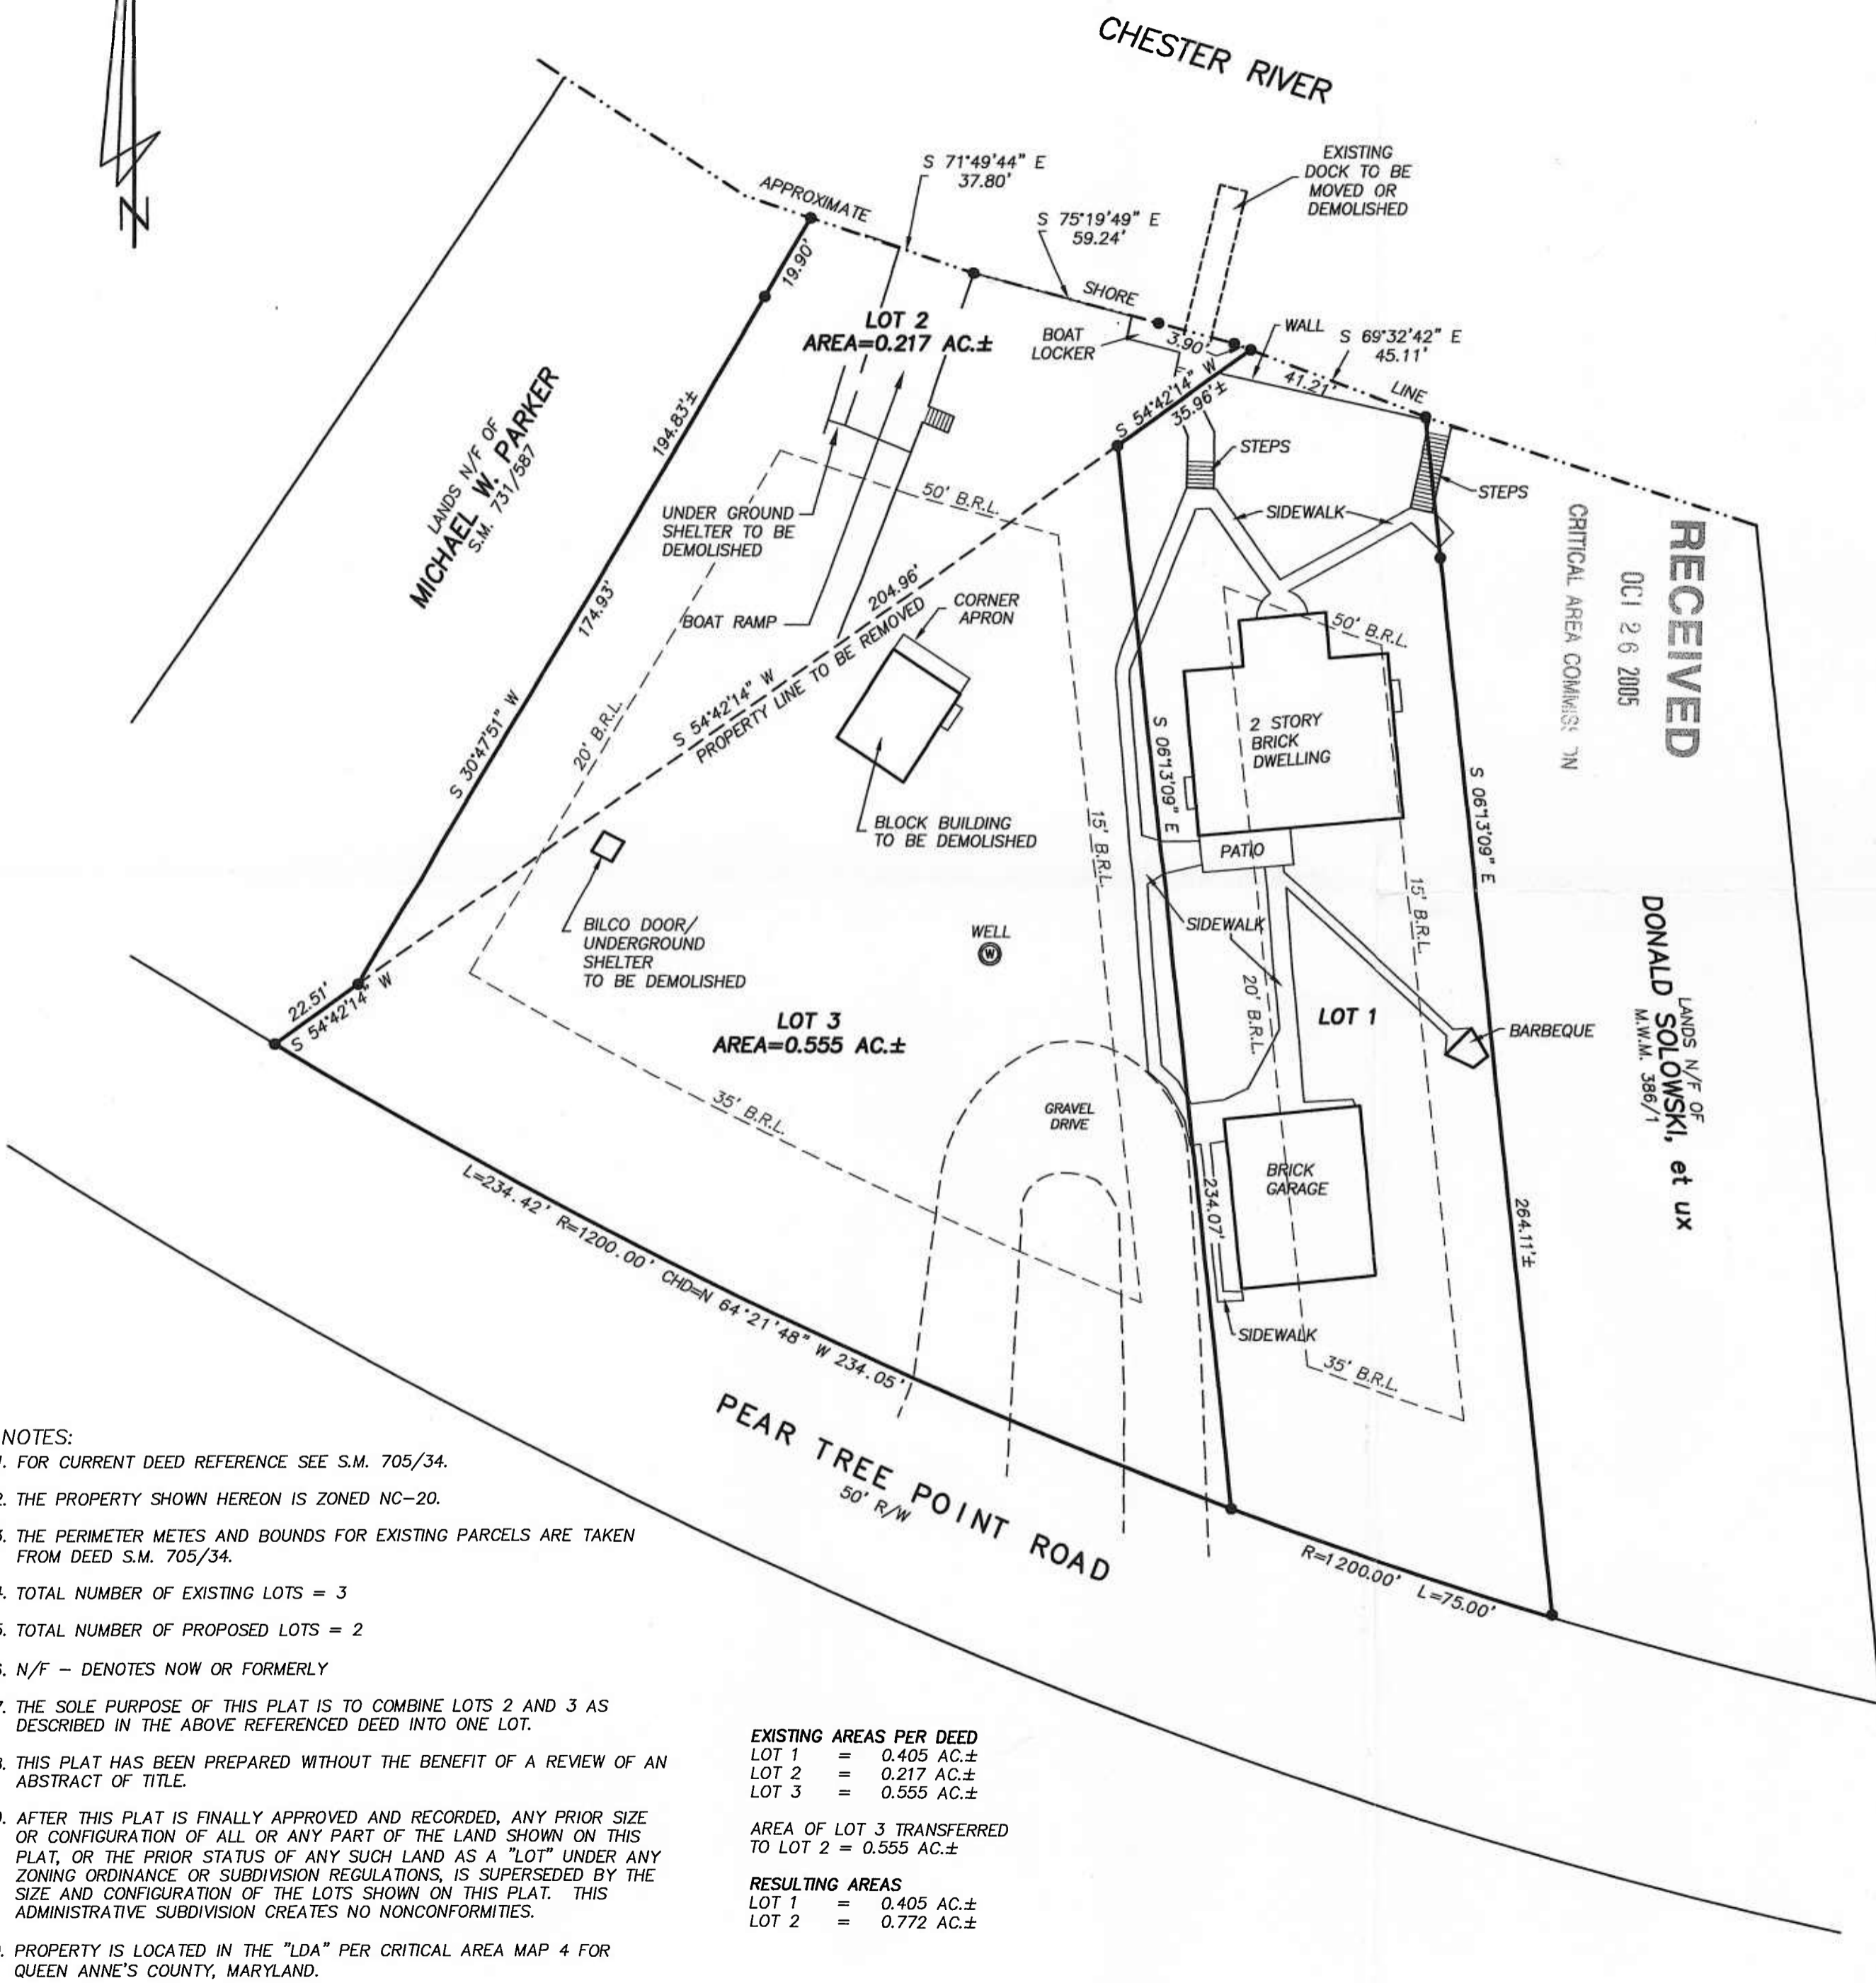 CHESTER RIVER
N
S 71°49'44" E
37.80'
EXISTING
DOCK TO BE
MOVED OR
DEMOLISHED
APPROXIMATE
S 75°19'49" E
59.24'
SHORE
19.90'
LOT 2
AREA=0.217 AC.±
BOAT
LOCKER
3.90'
WALL
S 69°32'42" E
45.11'
41.21'
LINE
S 54°42'14" W
35.96'±
LANDS N/F OF
MICHAEL W. PARKER
S.M. 731/587
194.83'±
STEPS
STEPS
SIDEWALK
50' B.R.L.
UNDER GROUND
SHELTER TO BE
DEMOLISHED
174.93'
BOAT RAMP
204.96'
CORNER
APRON
50' B.R.L.
RECEIVED
OCT 26 2005
CRITICAL AREA
S 54°42'14" W
PROPERTY LINE TO BE REMOVED
20' B.R.L.
S 30°47'51" W
2 STORY
BRICK
DWELLING
S 06°13'09" E
S 06°13'09" E
BLOCK BUILDING
TO BE DEMOLISHED
15' B.R.L.
PATIO
15' B.R.L.
BILCO DOOR/
UNDERGROUND
SHELTER
TO BE DEMOLISHED
WELL
W
SIDEWALK
20' B.R.L.
LANDS N/F OF
DONALD SOLOWSKI, et ux
M.W.M. 386/1
22.51'
S 54°42'14" W
LOT 3
AREA=0.555 AC.±
LOT 1
BARBEQUE
35' B.R.L.
GRAVEL
DRIVE
BRICK
GARAGE
234.07'
264.11'±
L=234.42' R=1200.00' CHD=N 64°21'48" W 234.05'
SIDEWALK
35' B.R.L.
PEAR TREE POINT ROAD
50' R/W
R=1200.00' L=75.00'
NOTES:
. FOR CURRENT DEED REFERENCE SEE S.M. 705/34.
. THE PROPERTY SHOWN HEREON IS ZONED NC-20.
. THE PERIMETER METES AND BOUNDS FOR EXISTING PARCELS ARE TAKEN
FROM DEED S.M. 705/34.
. TOTAL NUMBER OF EXISTING LOTS = 3
. TOTAL NUMBER OF PROPOSED LOTS = 2
. N/F - DENOTES NOW OR FORMERLY
. THE SOLE PURPOSE OF THIS PLAT IS TO COMBINE LOTS 2 AND 3 AS
DESCRIBED IN THE ABOVE REFERENCED DEED INTO ONE LOT.
. THIS PLAT HAS BEEN PREPARED WITHOUT THE BENEFIT OF A REVIEW OF AN
ABSTRACT OF TITLE.
. AFTER THIS PLAT IS FINALLY APPROVED AND RECORDED, ANY PRIOR SIZE
OR CONFIGURATION OF ALL OR ANY PART OF THE LAND SHOWN ON THIS
PLAT, OR THE PRIOR STATUS OF ANY SUCH LAND AS A "LOT" UNDER ANY
ZONING ORDINANCE OR SUBDIVISION REGULATIONS, IS SUPERSEDED BY THE
SIZE AND CONFIGURATION OF THE LOTS SHOWN ON THIS PLAT. THIS
ADMINISTRATIVE SUBDIVISION CREATES NO NONCONFORMITIES.
. PROPERTY IS LOCATED IN THE "LDA" PER CRITICAL AREA MAP 4 FOR
QUEEN ANNE'S COUNTY, MARYLAND.
EXISTING AREAS PER DEED
LOT 1 = 0.405 AC.±
LOT 2 = 0.217 AC.±
LOT 3 = 0.555 AC.±
AREA OF LOT 3 TRANSFERRED
TO LOT 2 = 0.555 AC.±
RESULTING AREAS
LOT 1 = 0.405 AC.±
LOT 2 = 0.772 AC.±